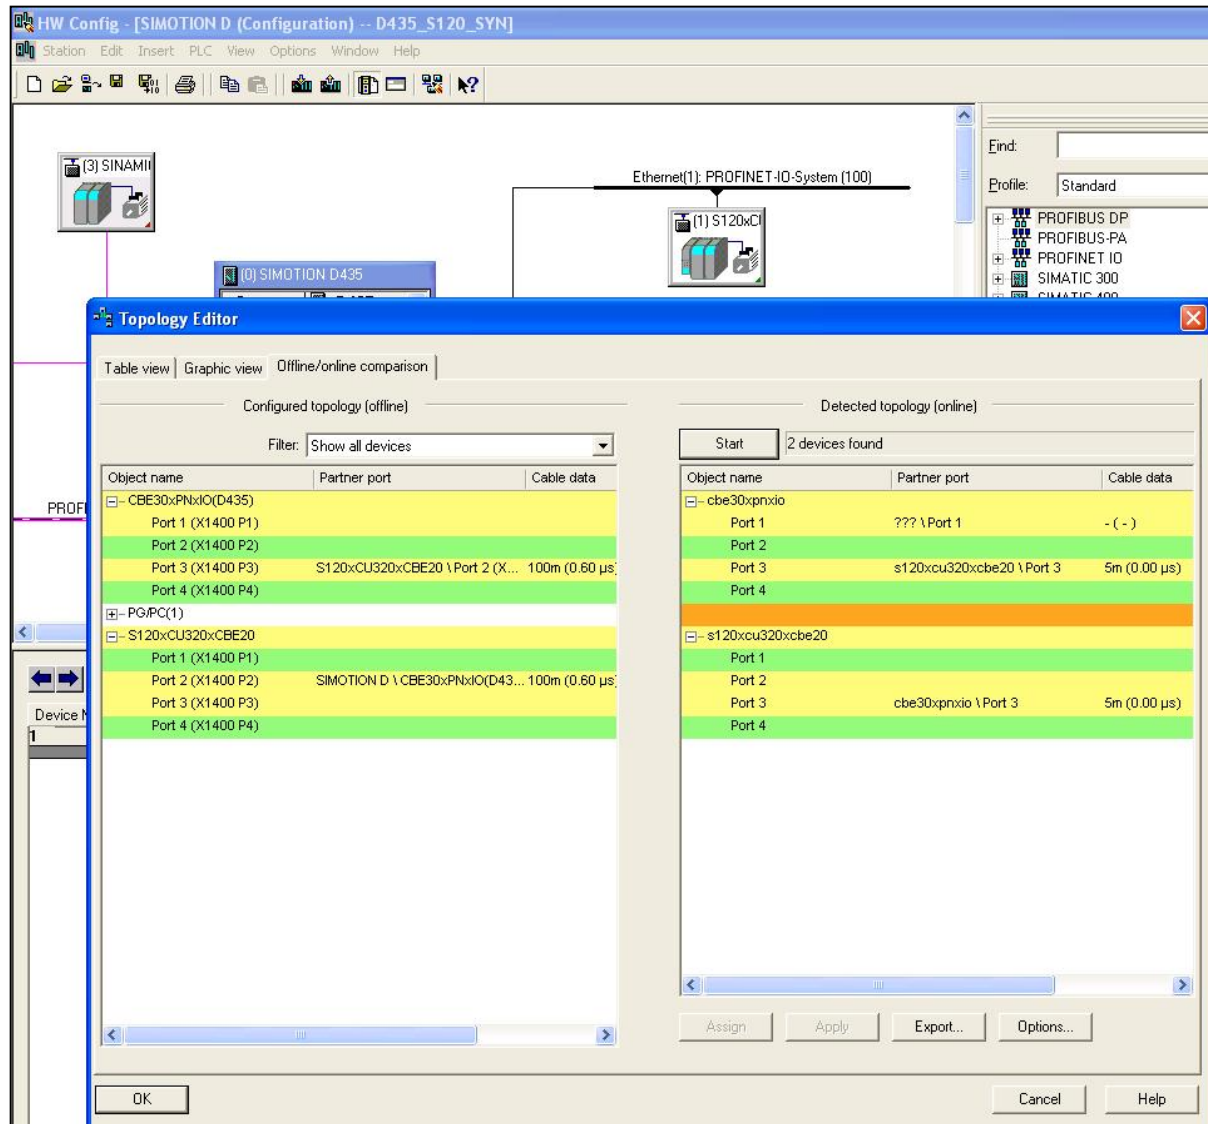 HW Config - [SIMOTION D (Configuration) -- D435_S120_SYN]
Station Edit Insert PLC View Options Window Help
(3) SINAMI
Ethernet(1): PROFINET-IO-System (100)
(1) S120xC
(0) SIMOTION D435
Find:
Profile: Standard
PROFIBUS DP
PROFIBUS-PA
PROFINET IO
SIMATIC 300
SIMATIC 400
PROFI
Device N
1
Topology Editor
Table view Graphic view Offline/online comparison
Configured topology (offline)
Filter: Show all devices
Object name Partner port Cable data
CBE30xPNxIO(D435)
Port 1 (X1400 P1)
Port 2 (X1400 P2)
Port 3 (X1400 P3) S120xCU320xCBE20 \ Port 2 (X... 100m (0.60 µs)
Port 4 (X1400 P4)
PG/PC(1)
S120xCU320xCBE20
Port 1 (X1400 P1)
Port 2 (X1400 P2) SIMOTION D \ CBE30xPNxIO(D43... 100m (0.60 µs)
Port 3 (X1400 P3)
Port 4 (X1400 P4)
Detected topology (online)
Start 2 devices found
Object name Partner port Cable data
cbe30xpnxio
Port 1 ??? \ Port 1 - ( - )
Port 2
Port 3 s120xcu320xcbe20 \ Port 3 5m (0.00 µs)
Port 4
s120xcu320xcbe20
Port 1
Port 2
Port 3 cbe30xpnxio \ Port 3 5m (0.00 µs)
Port 4
Assign Apply Export... Options...
OK Cancel Help